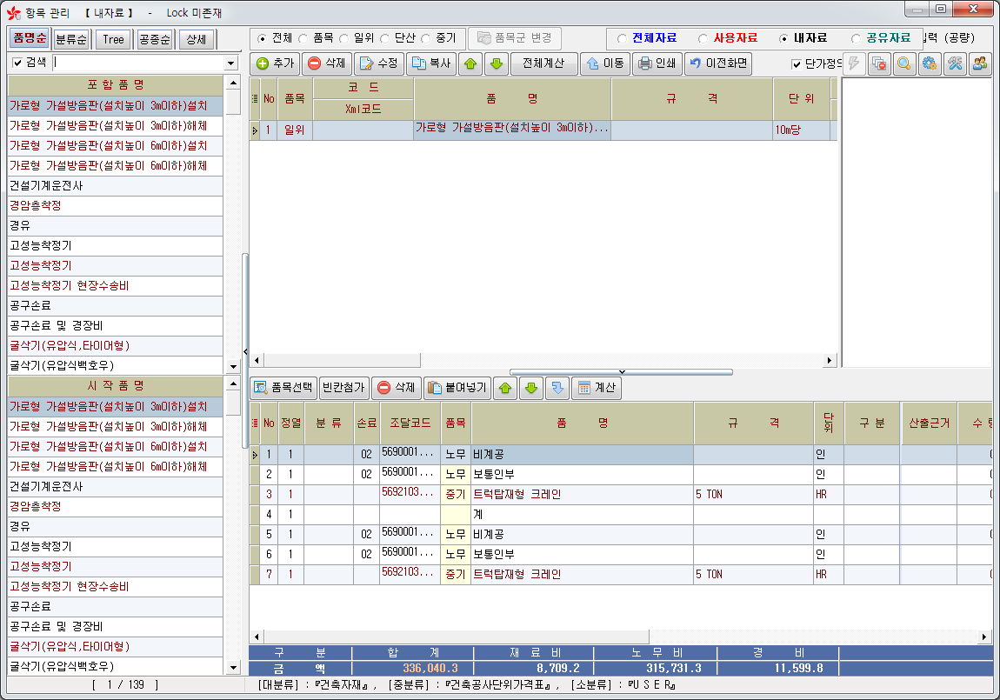 항목 관리 【 내자료 】 - Lock 미존재
품명순 분류순 Tree 공종순 상세
전체 품목 일위 단산 중기 품목군 변경 전체자료 사용자료 내자료 공유자료 력 (공량)
검색
추가 삭제 수정 복사 전체계산 이동 인쇄 이전화면 단가정
포 함 품 명
가로형 가설방음판(설치높이 3m이하)설치
가로형 가설방음판(설치높이 3m이하)해체
가로형 가설방음판(설치높이 6m이하)설치
가로형 가설방음판(설치높이 6m이하)해체
건설기계운전사
경암층착정
경유
고성능착정기
고성능착정기
고성능착정기 현장수송비
공구손료
공구손료 및 경장비
굴삭기(유압식,타이어형)
굴삭기(유압식백호우)
No 품목 코 드 품 명 규 격 단 위
Xml코드
1 일위 가로형 가설방음판(설치높이 3m이하)... 10m당
시 작 품 명
가로형 가설방음판(설치높이 3m이하)설치
가로형 가설방음판(설치높이 3m이하)해체
가로형 가설방음판(설치높이 6m이하)설치
가로형 가설방음판(설치높이 6m이하)해체
건설기계운전사
경암층착정
경유
고성능착정기
고성능착정기
고성능착정기 현장수송비
공구손료
공구손료 및 경장비
굴삭기(유압식,타이어형)
굴삭기(유압식백호우)
[ 1 / 139 ]
품목선택 빈칸첨가 삭제 붙여넣기 계산
No 정열 분 류 손료 조달코드 품목 품 명 규 격 단위 구 분 산출근거 수
1 1 02 5690001... 노무 비계공 인
2 1 02 5690001... 노무 보통인부 인
3 1 5692103... 중기 트럭탑재형 크레인 5 TON HR
4 1 계
5 1 02 5690001... 노무 비계공 인
6 1 02 5690001... 노무 보통인부 인
7 1 5692103... 중기 트럭탑재형 크레인 5 TON HR
구 분 합 계 재 료 비 노 무 비 경 비
금 액 336,040.3 8,709.2 315,731.3 11,599.8
[대분류] : 『건축자재』, [중분류] : 『건축공사단위가격표』, [소분류] : 『U S E R』